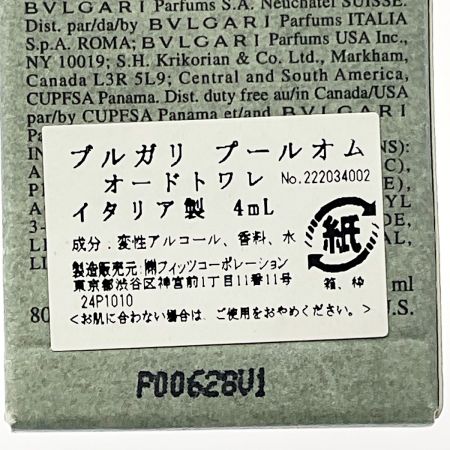 BVLGARI Parfums S.A. Neuchatel SUISSE.
Dist. par/da/by BVLGARI Parfums ITALIA
S.p.A. ROMA; BVLGARI Parfums USA Inc.,
NY 10019; S.H. Krikorian & Co. Ltd., Markham,
Canada L3R 5L9; Central and South America,
CUPFSA Panama. Dist. duty free au/in Canada/USA
par/by CUPFSA Panama et/and BVLGARI
ブルガリ プールオム
オードトワレ No.222034002
イタリア製 4mL
成分:変性アルコール、香料、水
紙
箱、枠
製造販売元:㈱フィッツコーポレーション
東京都渋谷区神宮前1丁目11番11号
24P1010
<お肌に合わない場合は、ご使用をおやめください。>
80
ml
U.S.
P00628V1